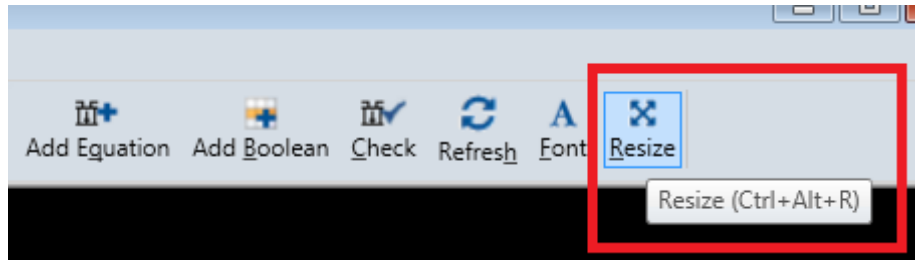 Add Equation Add Boolean Check Refresh Font Resize
Resize (Ctrl+Alt+R)